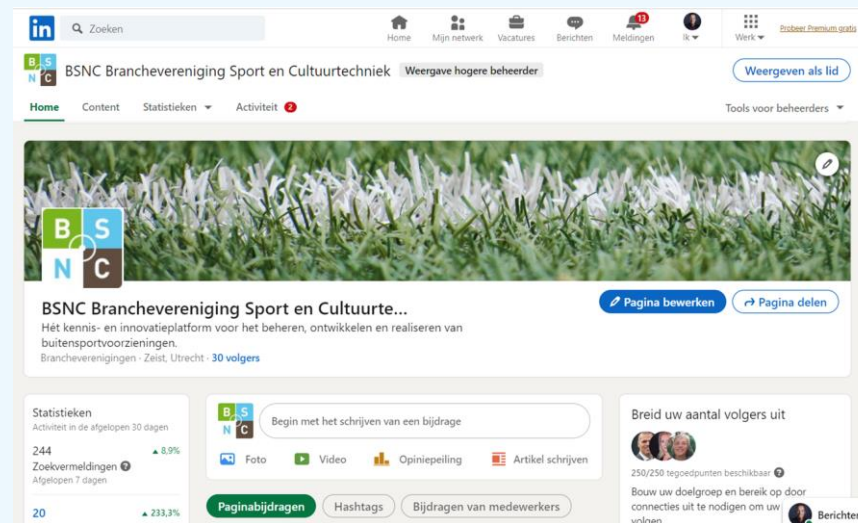 in
Zoeken
Home
Mijn netwerk
Vacatures
Berichten
13
Meldingen
Ik
Werk
Probeer Premium gratis
B S
N C
BSNC Branchevereniging Sport en Cultuurtechniek
Weergave hogere beheerder
Weergeven als lid
Home
Content
Statistieken
Activiteit 2
Tools voor beheerders
B S
N C
BSNC Branchevereniging Sport en Cultuurte...
Pagina bewerken
Pagina delen
Hét kennis- en innovatieplatform voor het beheren, ontwikkelen en realiseren van
buitensportvoorzieningen.
Brancheverenigingen · Zeist, Utrecht · 30 volgers
Statistieken
Activiteit in de afgelopen 30 dagen
244
8,9%
Zoekvermeldingen ?
Afgelopen 7 dagen
20
233,3%
B S
N C
Begin met het schrijven van een bijdrage
Foto
Video
Opiniepeiling
Artikel schrijven
Paginabijdragen
Hashtags
Bijdragen van medewerkers
Breid uw aantal volgers uit
250/250 tegoedpunten beschikbaar ?
Bouw uw doelgroep en bereik op door
connecties uit te nodigen om uw
volgen
Berichten